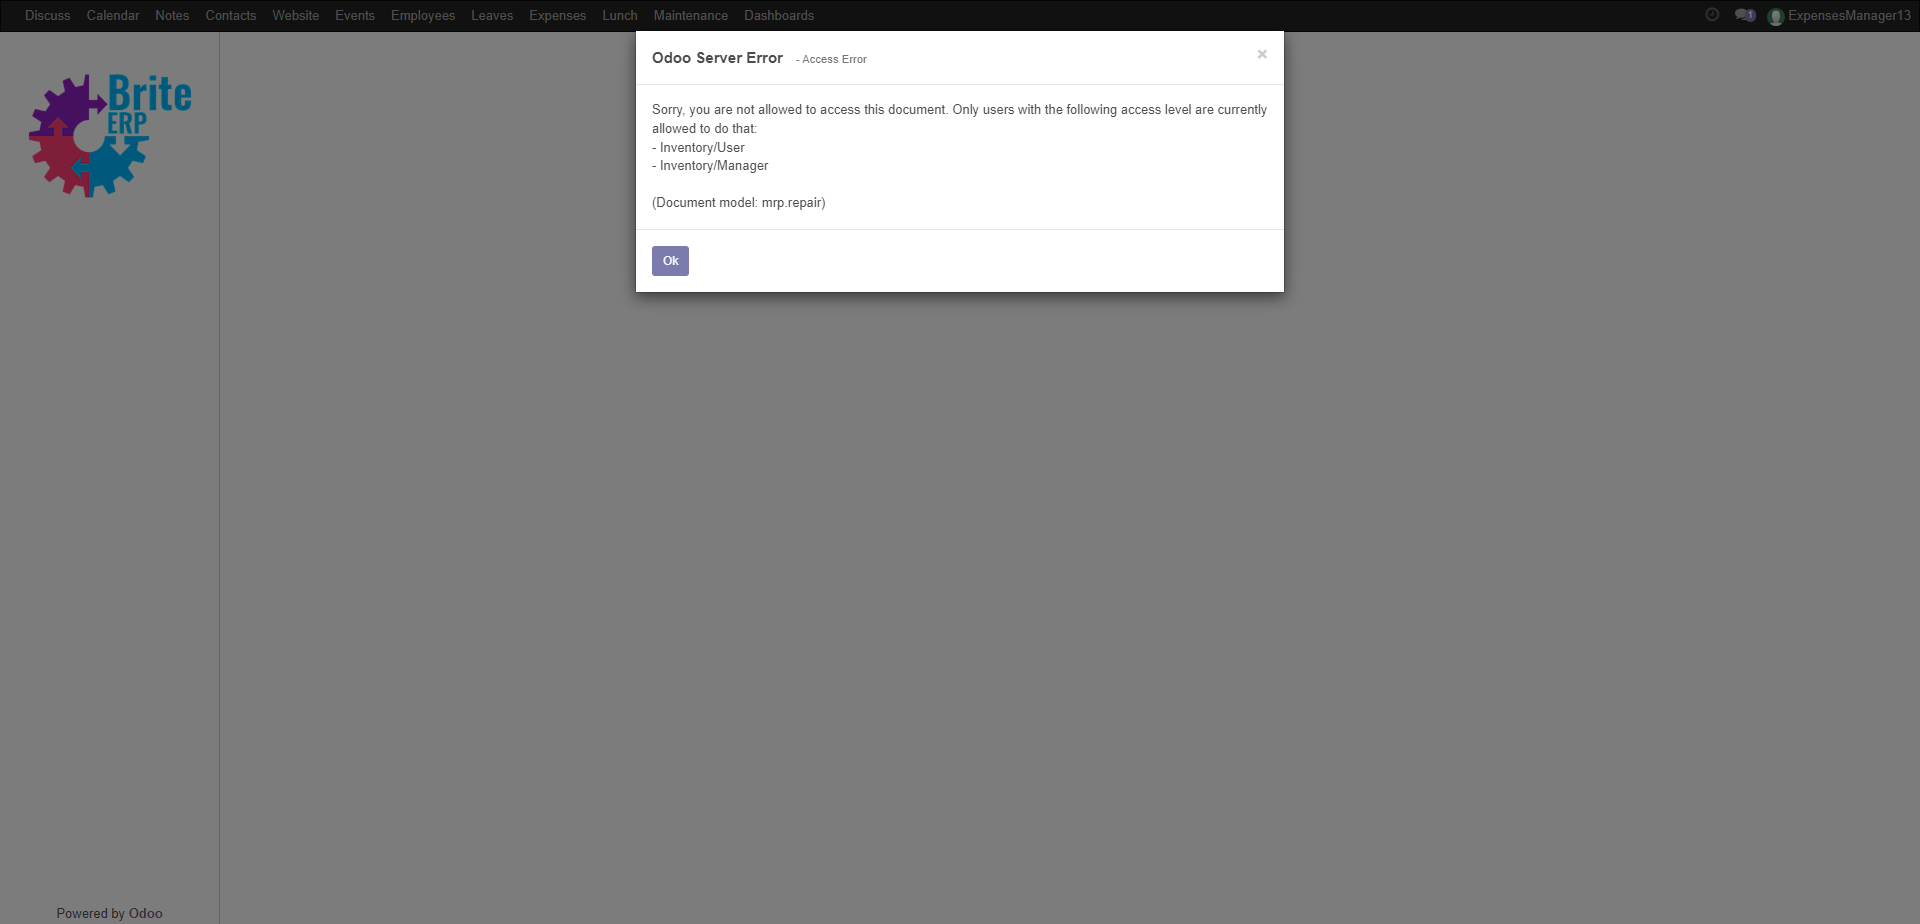 Discuss Calendar Notes Contacts Website Events Employees Leaves Expenses Lunch Maintenance Dashboards 1 ExpensesManager13
Brite
ERP
Odoo Server Error - Access Error ×
Sorry, you are not allowed to access this document. Only users with the following access level are currently
allowed to do that:
- Inventory/User
- Inventory/Manager
(Document model: mrp.repair)
Ok
Powered by Odoo